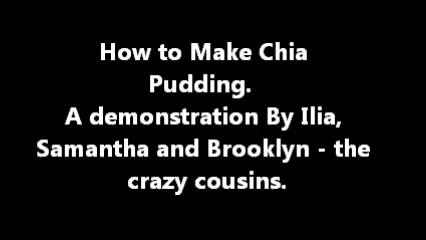 How to Make Chia
Pudding.
A demonstration By Ilia,
Samantha and Brooklyn - the
crazy cousins.